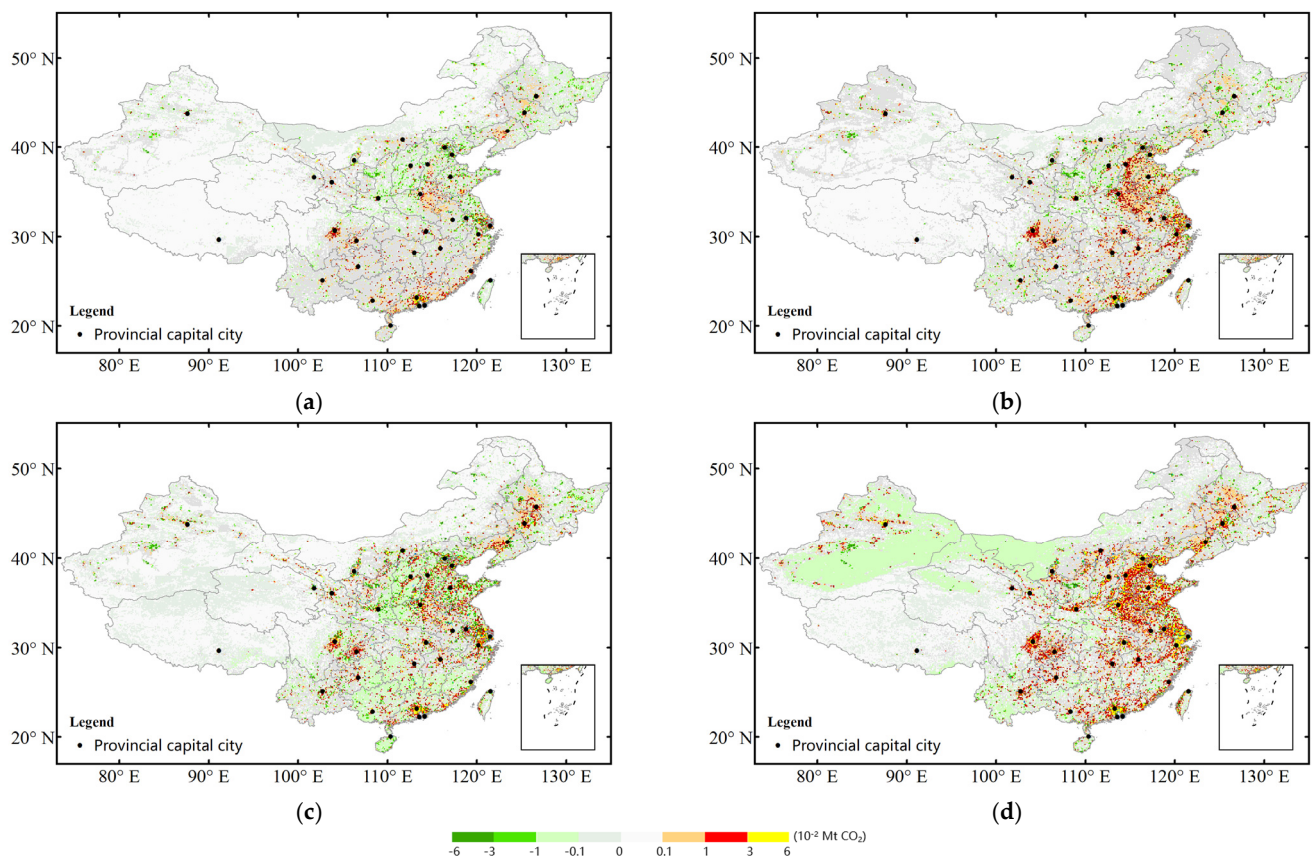 50° N
40° N
30° N
20° N
Legend
Provincial capital city
80° E 90° E 100° E 110° E 120° E 130° E
(a)
50° N
40° N
30° N
20° N
Legend
Provincial capital city
80° E 90° E 100° E 110° E 120° E 130° E
(b)
50° N
40° N
30° N
20° N
Legend
Provincial capital city
80° E 90° E 100° E 110° E 120° E 130° E
(c)
50° N
40° N
30° N
20° N
Legend
Provincial capital city
80° E 90° E 100° E 110° E 120° E 130° E
(d)
(10⁻² Mt CO₂)
-6 -3 -1 -0.1 0 0.1 1 3 6